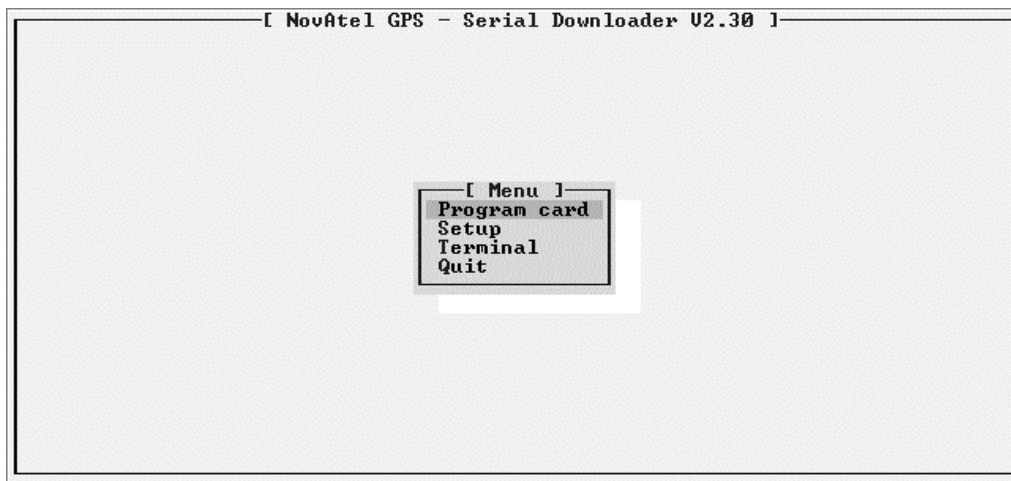 [ NovAtel GPS - Serial Downloader V2.30 ]
[ Menu ]
Program card
Setup
Terminal
Quit